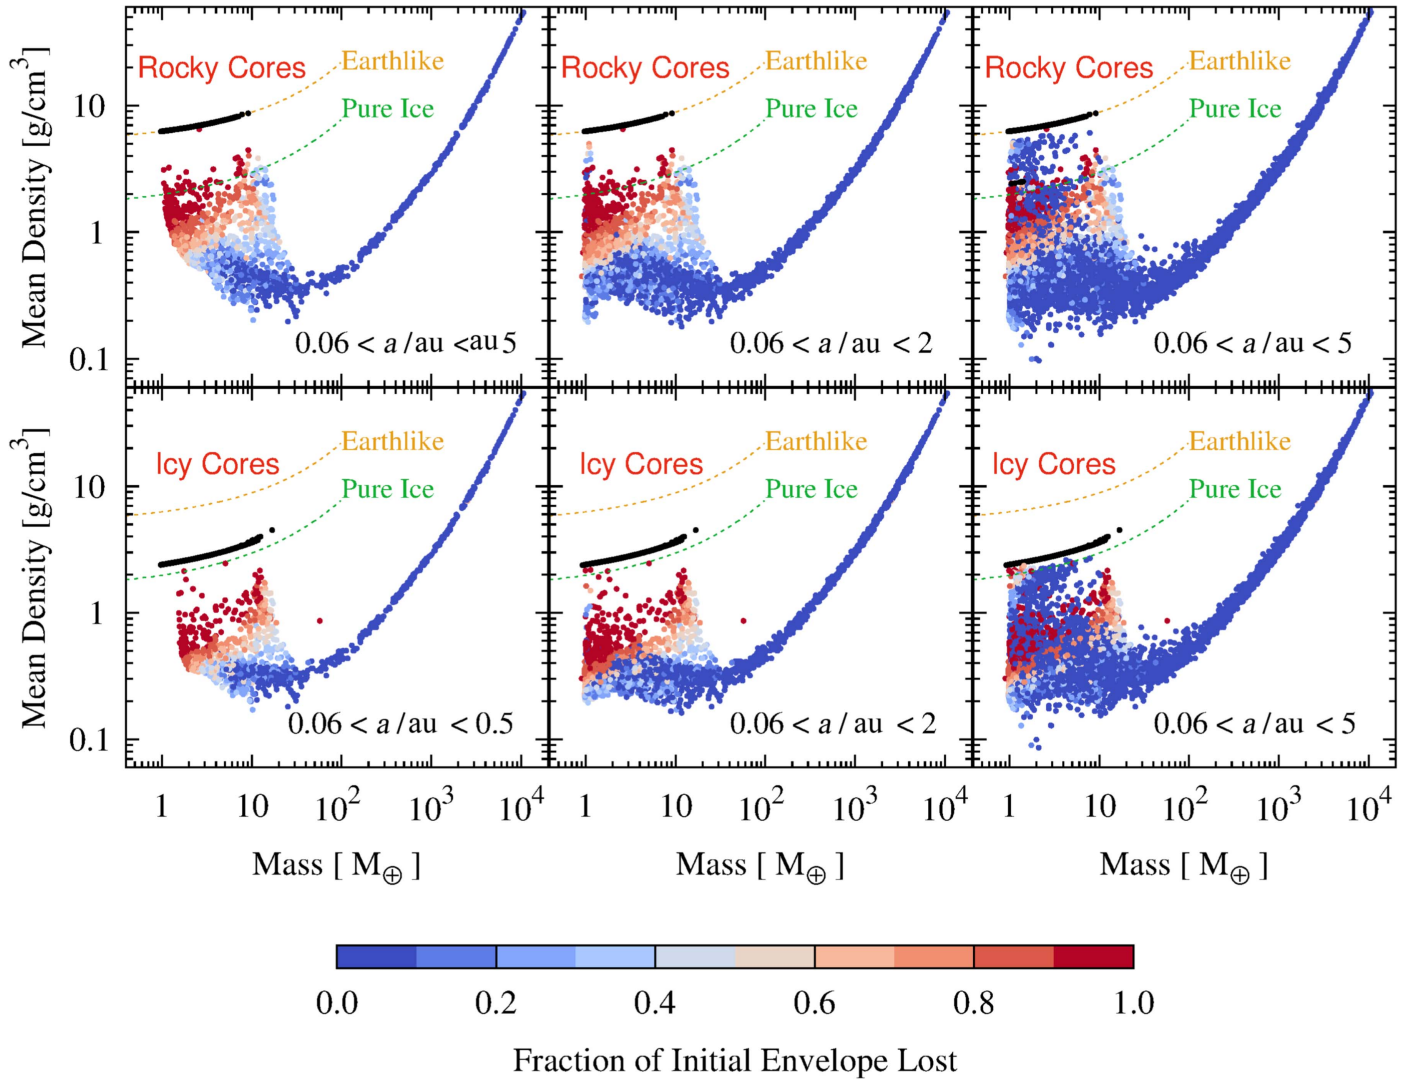 Mean Density [g/cm³]
10
1
0.1
Rocky Cores
Earthlike
Pure Ice
0.06 < a /au <au 5
Rocky Cores
Earthlike
Pure Ice
0.06 < a /au < 2
Rocky Cores
Earthlike
Pure Ice
0.06 < a /au < 5
Mean Density [g/cm³]
10
1
0.1
Icy Cores
Earthlike
Pure Ice
0.06 < a /au < 0.5
Icy Cores
Earthlike
Pure Ice
0.06 < a /au < 2
Icy Cores
Earthlike
Pure Ice
0.06 < a /au < 5
1 10 10² 10³ 10⁴ 1 10 10² 10³ 10⁴ 1 10 10² 10³ 10⁴
Mass [ M⊕ ] Mass [ M⊕ ] Mass [ M⊕ ]
0.0 0.2 0.4 0.6 0.8 1.0
Fraction of Initial Envelope Lost